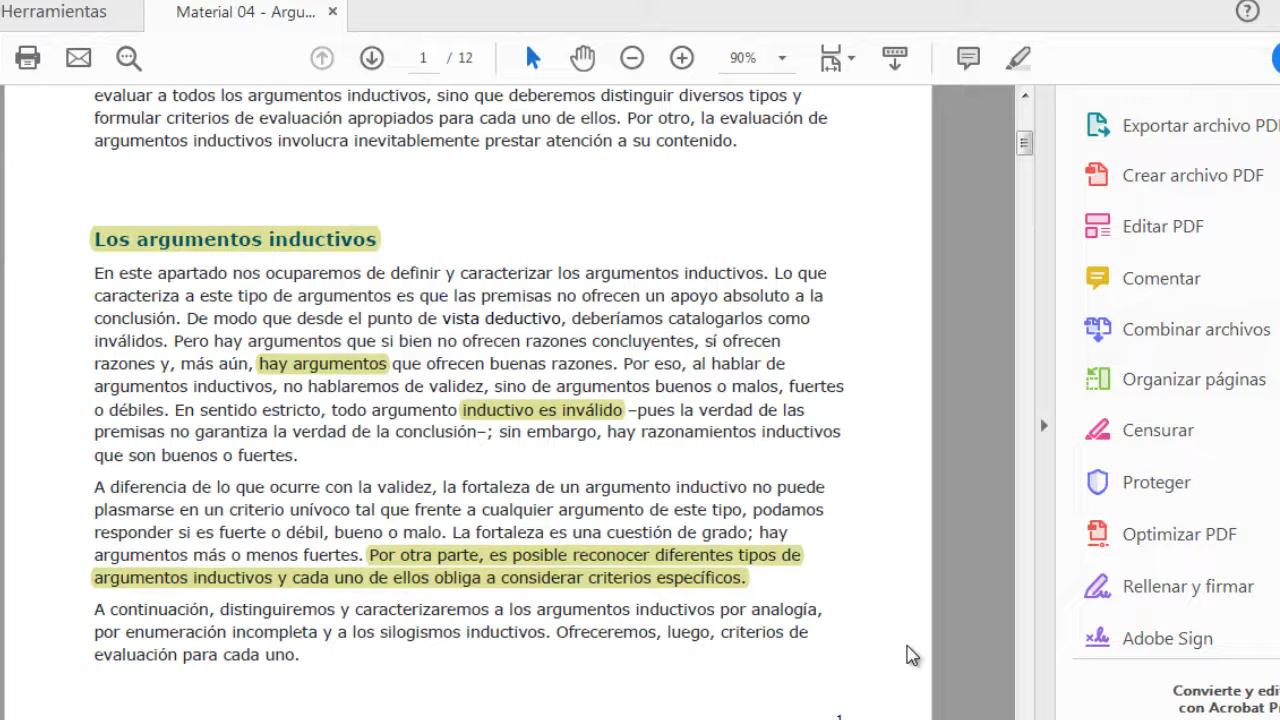 Herramientas
Material 04 - Argu... ×
1 / 12
90%
evaluar a todos los argumentos inductivos, sino que deberemos distinguir diversos tipos y
formular criterios de evaluación apropiados para cada uno de ellos. Por otro, la evaluación de
argumentos inductivos involucra inevitablemente prestar atención a su contenido.
Los argumentos inductivos
En este apartado nos ocuparemos de definir y caracterizar los argumentos inductivos. Lo que
caracteriza a este tipo de argumentos es que las premisas no ofrecen un apoyo absoluto a la
conclusión. De modo que desde el punto de vista deductivo, deberíamos catalogarlos como
inválidos. Pero hay argumentos que si bien no ofrecen razones concluyentes, sí ofrecen
razones y, más aún, hay argumentos que ofrecen buenas razones. Por eso, al hablar de
argumentos inductivos, no hablaremos de validez, sino de argumentos buenos o malos, fuertes
o débiles. En sentido estricto, todo argumento inductivo es inválido –pues la verdad de las
premisas no garantiza la verdad de la conclusión–; sin embargo, hay razonamientos inductivos
que son buenos o fuertes.
A diferencia de lo que ocurre con la validez, la fortaleza de un argumento inductivo no puede
plasmarse en un criterio unívoco tal que frente a cualquier argumento de este tipo, podamos
responder si es fuerte o débil, bueno o malo. La fortaleza es una cuestión de grado; hay
argumentos más o menos fuertes. Por otra parte, es posible reconocer diferentes tipos de
argumentos inductivos y cada uno de ellos obliga a considerar criterios específicos.
A continuación, distinguiremos y caracterizaremos a los argumentos inductivos por analogía,
por enumeración incompleta y a los silogismos inductivos. Ofreceremos, luego, criterios de
evaluación para cada uno.
1
Exportar archivo PD
Crear archivo PDF
Editar PDF
Comentar
Combinar archivos
Organizar páginas
Censurar
Proteger
Optimizar PDF
Rellenar y firmar
Adobe Sign
Convierte y edi
con Acrobat P